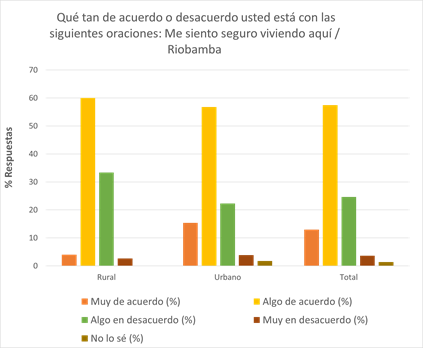 Qué tan de acuerdo o desacuerdo usted está con las
siguientes oraciones: Me siento seguro viviendo aquí /
Riobamba
% Respuestas
70
60
50
40
30
20
10
0
Rural
Urbano
Total
Muy de acuerdo (%)
Algo de acuerdo (%)
Algo en desacuerdo (%)
Muy en desacuerdo (%)
No lo sé (%)